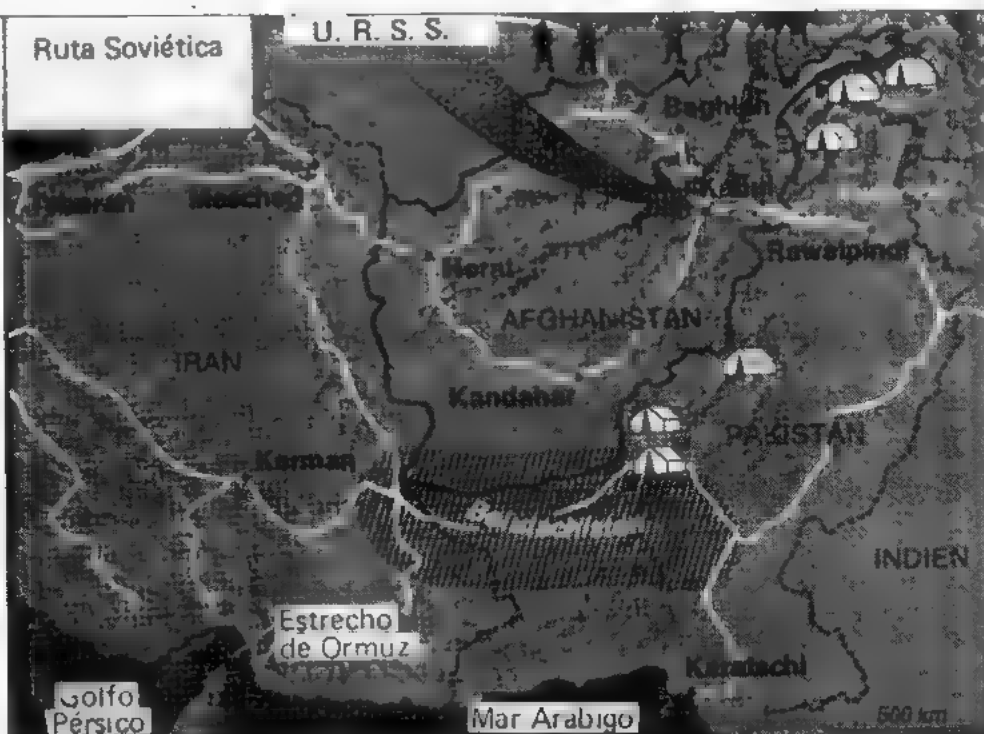 Ruta Soviética
U. R. S. S.
Baghlan
Teheran
Meschhed
Kabul
Herat
Rawalpindi
AFGHANISTAN
IRAN
Kandahar
PAKISTAN
Kerman
INDIEN
Estrecho
de Ormuz
Karatschi
Golfo
Pérsico
Mar Arabigo
500 km